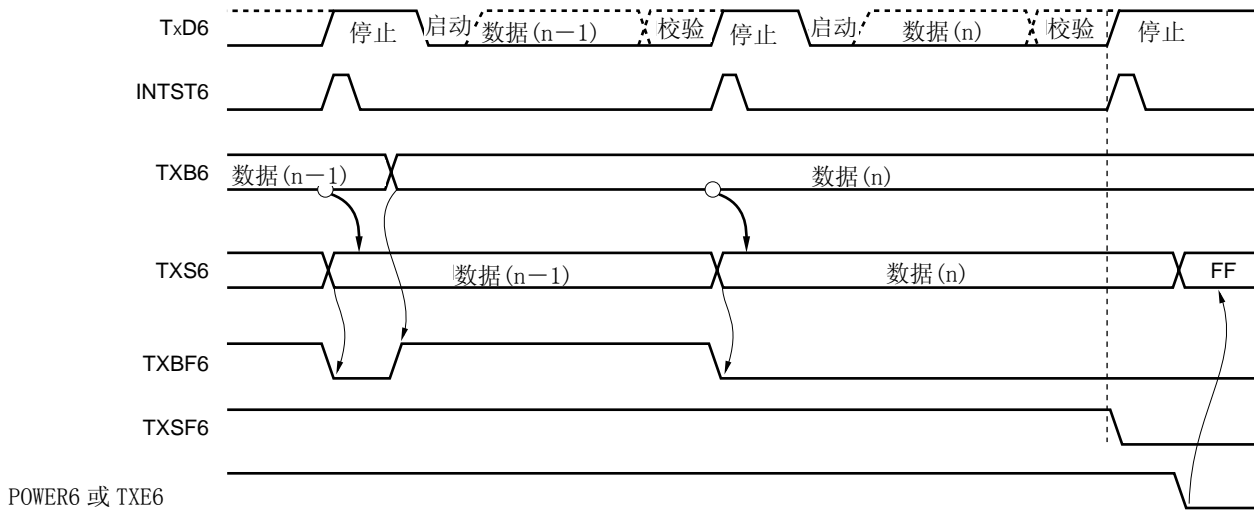 TxD6 停止 启动 数据(n-1) 校验 停止 启动 数据(n) 校验 停止
INTST6
TXB6 数据(n-1) 数据(n)
TXS6 数据(n-1) 数据(n) FF
TXBF6
TXSF6
POWER6 或 TXE6